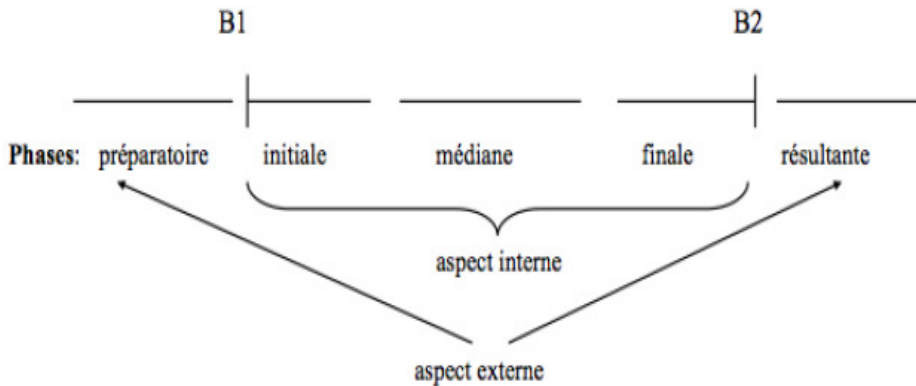 B1 B2
Phases: préparatoire initiale médiane finale résultante
aspect interne
aspect externe